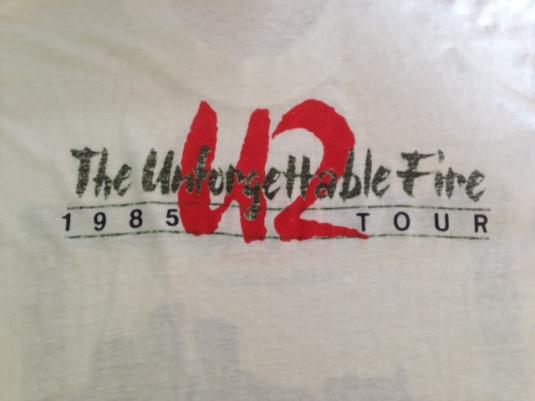 U2
The Unforgettable Fire
1985 TOUR